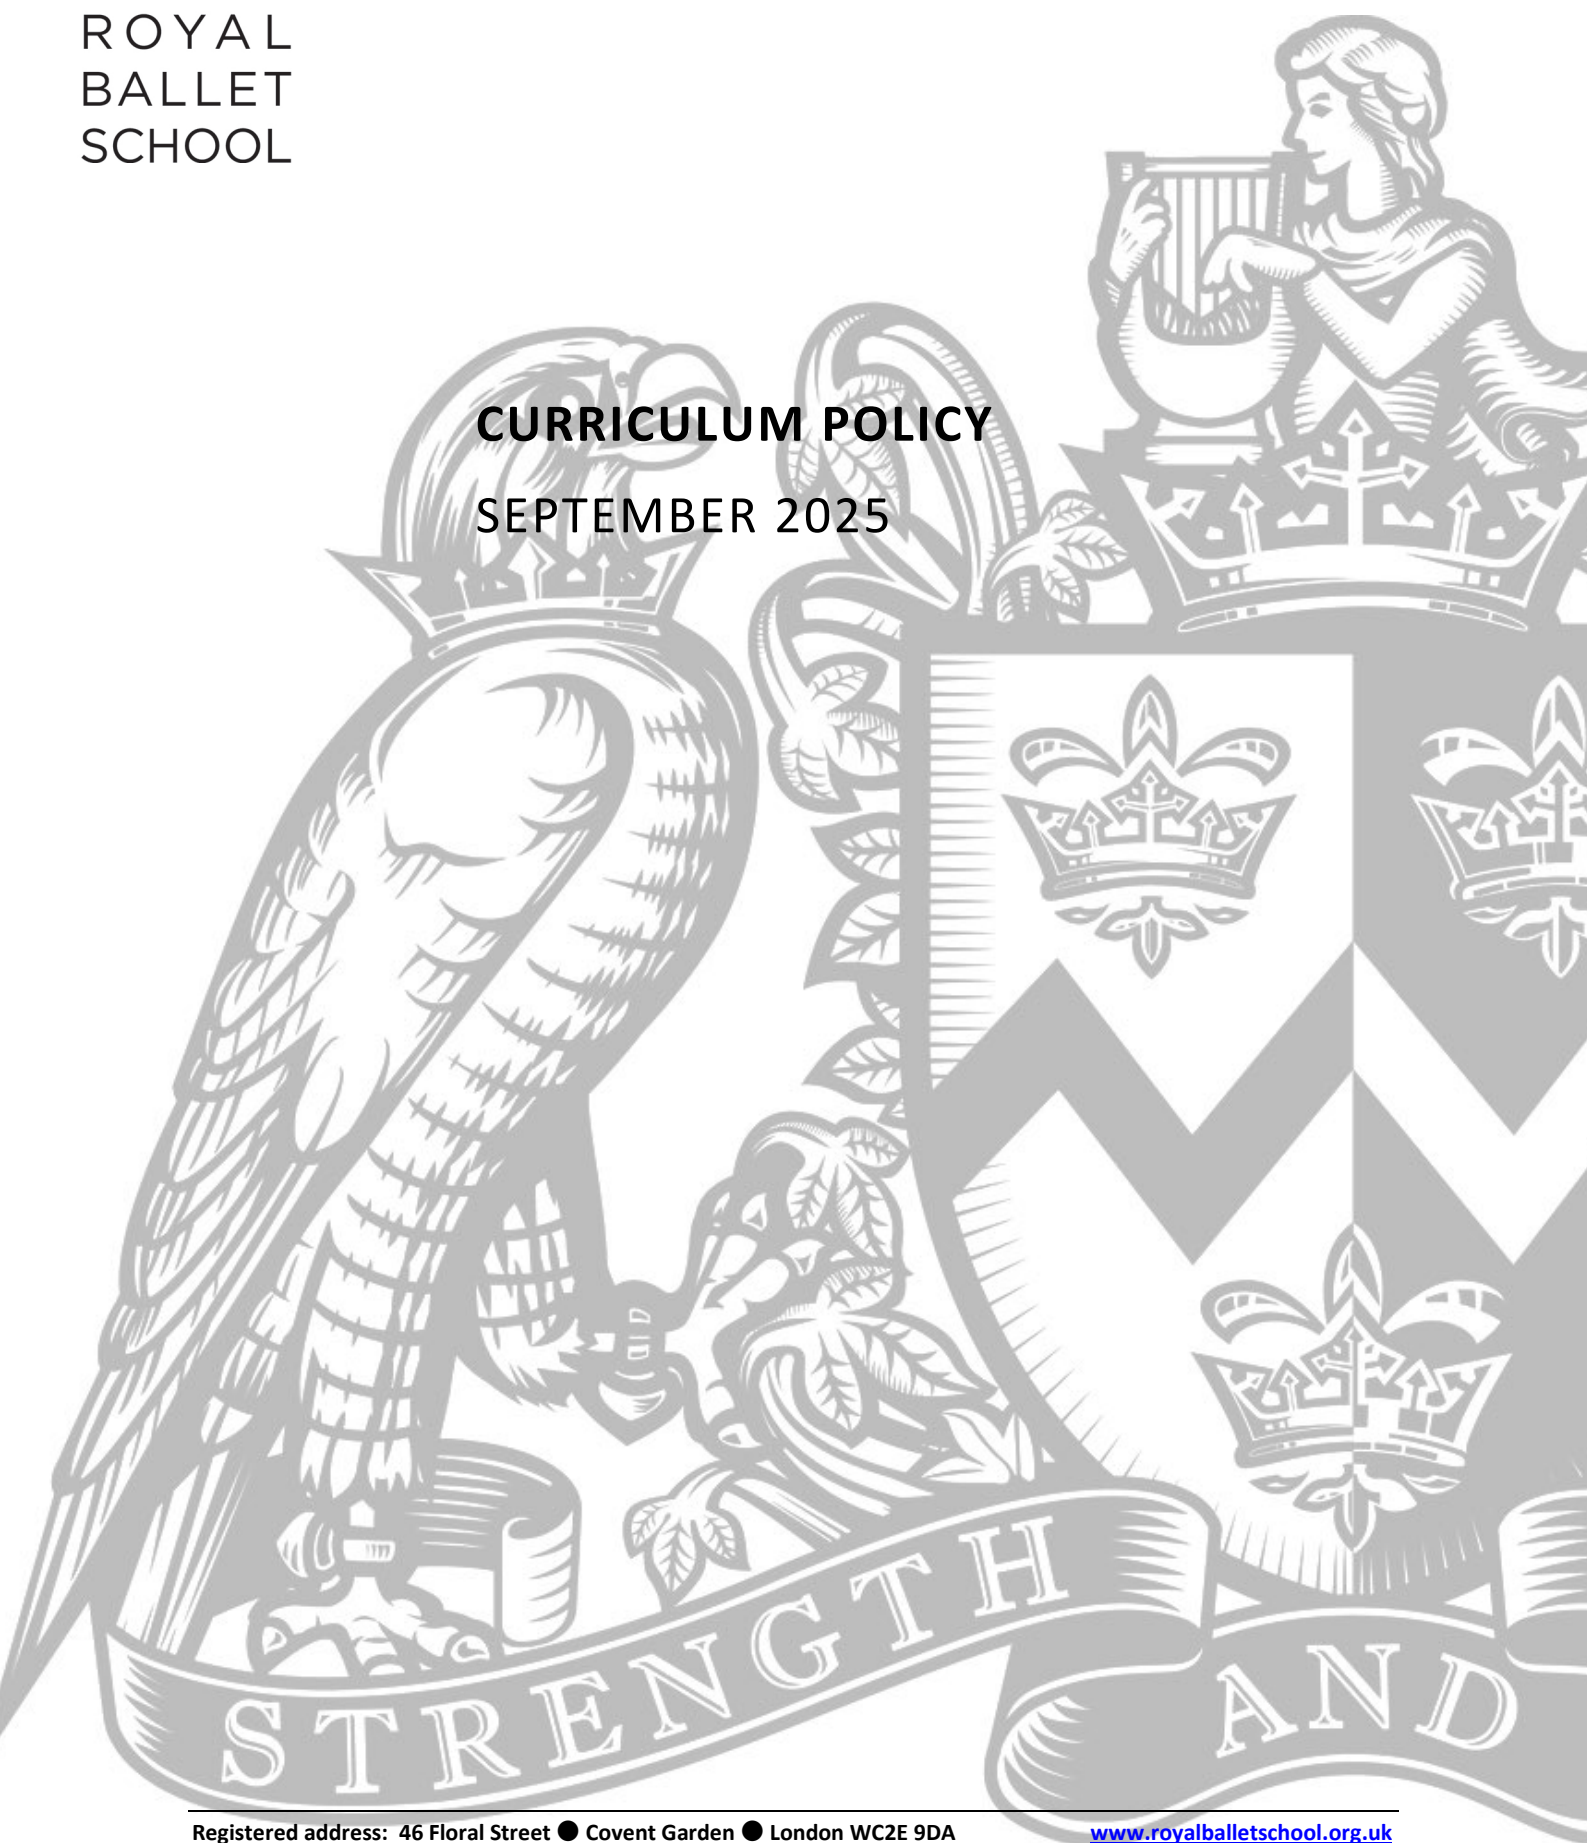 ROYAL
BALLET
SCHOOL
CURRICULUM POLICY
SEPTEMBER 2025
STRENGTH
AND
Registered address: 46 Floral Street ● Covent Garden ● London WC2E 9DA www.royalballetschool.org.uk